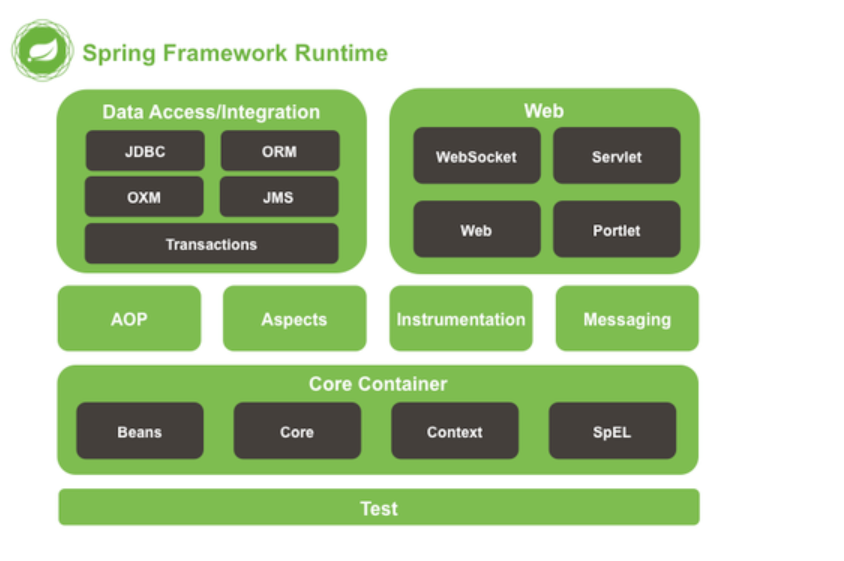 Spring Framework Runtime
Data Access/Integration
JDBC
ORM
OXM
JMS
Transactions
Web
WebSocket
Servlet
Web
Portlet
AOP
Aspects
Instrumentation
Messaging
Core Container
Beans
Core
Context
SpEL
Test